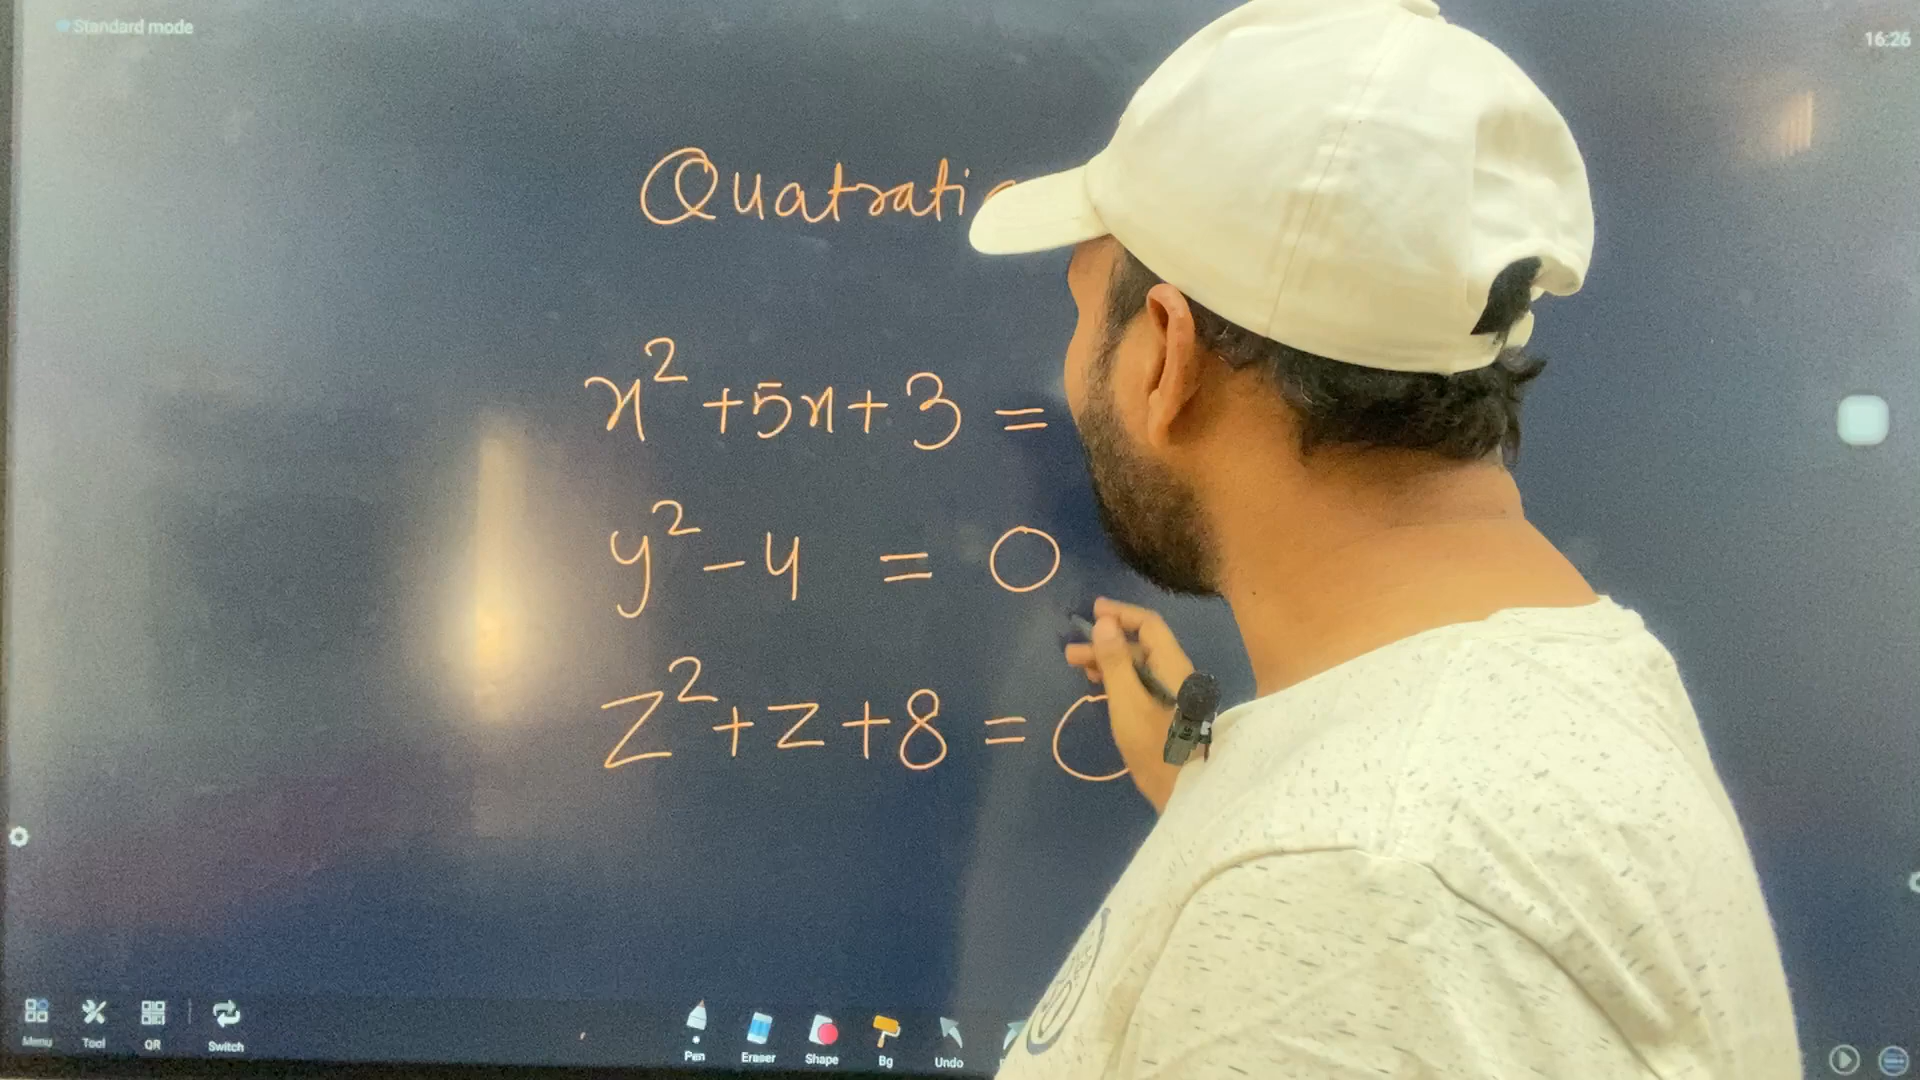 Standard mode
16:26
Quatratic
x² + 5x + 3 =
y² - 4 = 0
z² + z + 8 = 0
Menu Tool QR Switch Pen Eraser Shape Bg Undo